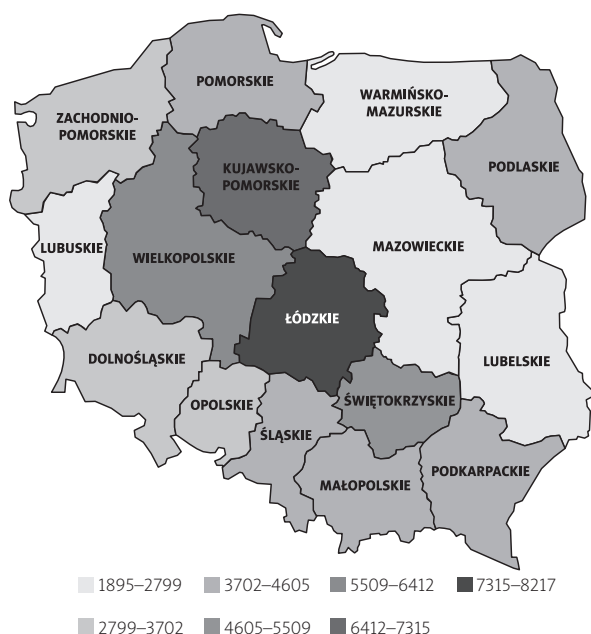 POMORSKIE
WARMIŃSKO-
MAZURSKIE
ZACHODNIO-
POMORSKIE
KUJAWSKO-
POMORSKIE
PODLASKIE
LUBUSKIE
WIELKOPOLSKIE
MAZOWIECKIE
ŁÓDZKIE
DOLNOŚLĄSKIE
LUBELSKIE
OPOLSKIE
ŚWIĘTOKRZYSKIE
ŚLĄSKIE
MAŁOPOLSKIE
PODKARPACKIE
1895–2799 3702–4605 5509–6412 7315–8217
2799–3702 4605–5509 6412–7315